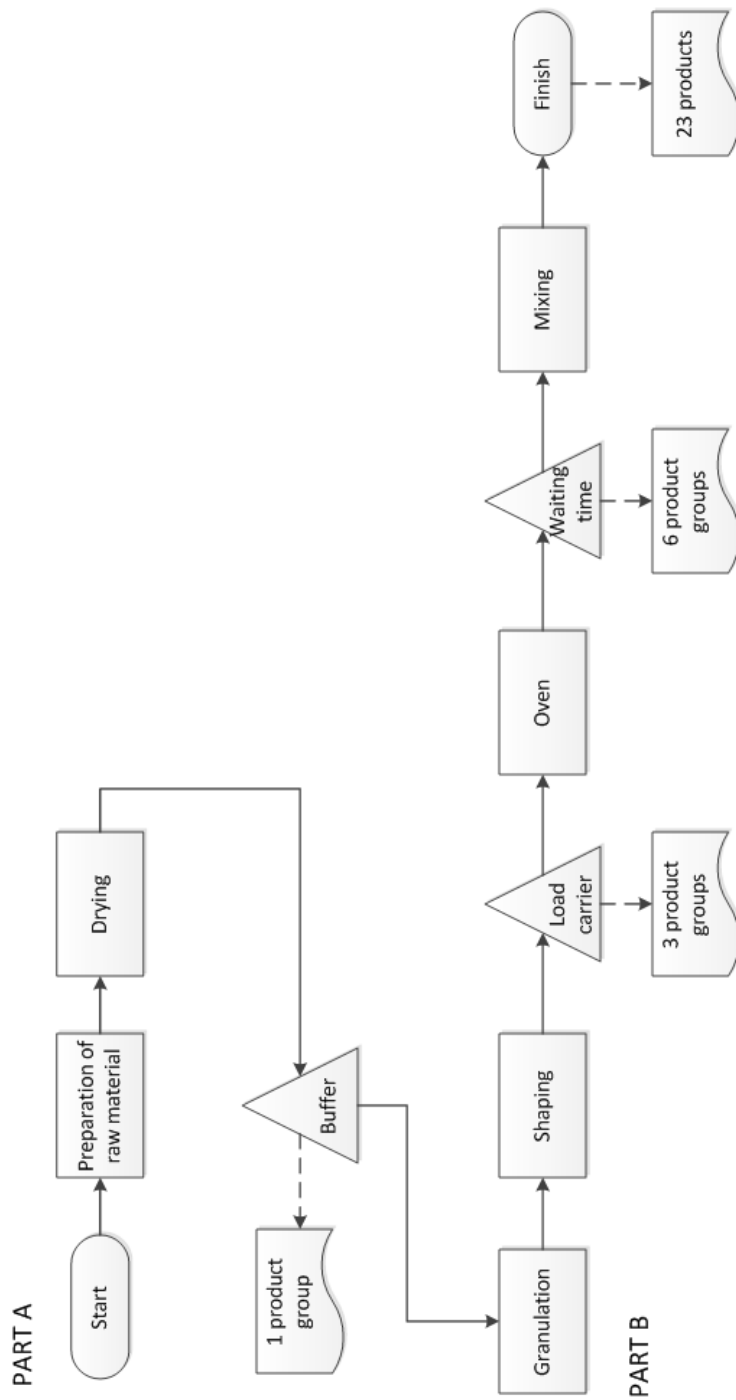 PART A
Start
Preparation of
raw material
Drying
1 product
group
Buffer
Granulation
Shaping
Load
carrier
Oven
Waiting
time
Mixing
Finish
PART B
3 product
groups
6 product
groups
23 products